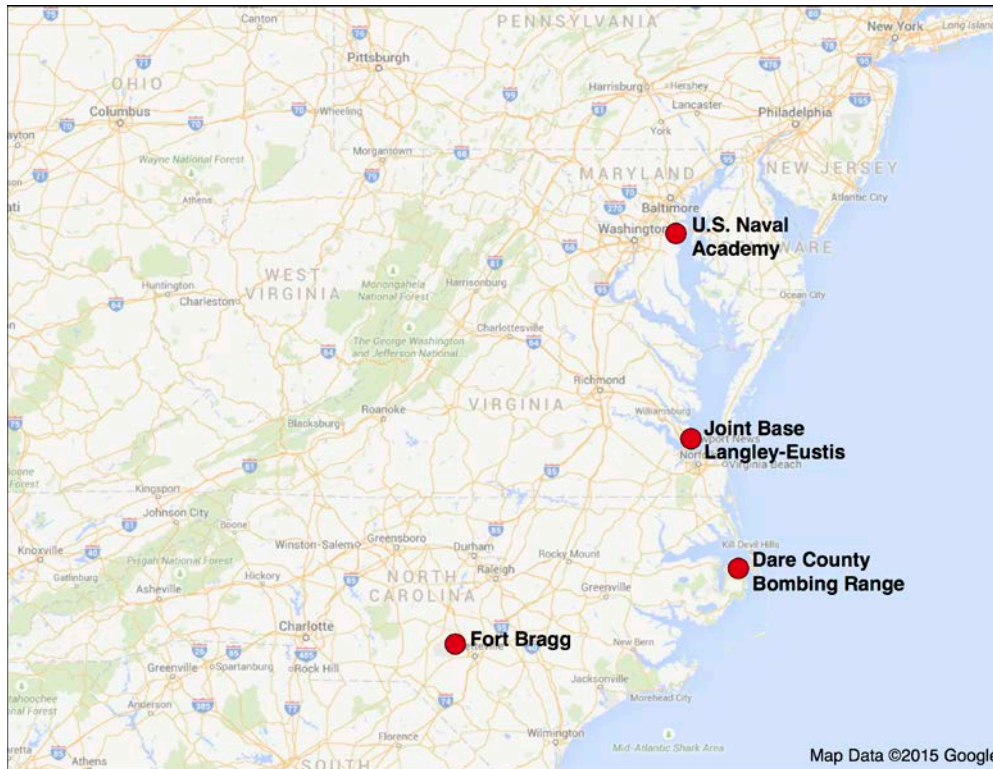 Canton
PENNSYLVANIA
New York
Long Island
Pittsburgh
OHIO
Harrisburg
Hershey
Columbus
Wheeling
Lancaster
Philadelphia
York
Morgantown
Wayne National Forest
MARYLAND
NEW JERSEY
Athens
Baltimore
Atlantic City
Washington
U.S. Naval
Academy
WEST
VIRGINIA
Monongahela
National Forest
Harrisonburg
Huntington
Charleston
Ocean City
Charlottesville
The George Washington
and Jefferson National
Richmond
Roanoke
VIRGINIA
Williamsburg
Blacksburg
Joint Base
Langley-Eustis
Virginia Beach
Kingsport
Johnson City
Boone
Kill Devil Hills
Winston-Salem
Greensboro
Durham
Rocky Mount
Knoxville
Pisgah National Forest
Gatlinburg
Raleigh
Dare County
Bombing Range
Hickory
NORTH
CAROLINA
Greenville
Asheville
Charlotte
Fort Bragg
New Bern
Greenville
Spartanburg
Rock Hill
Jacksonville
Morehead City
Anderson
Florence
Wilmington
Mid-Atlantic Shark Area
Athens
SOUTH
Map Data ©2015 Google